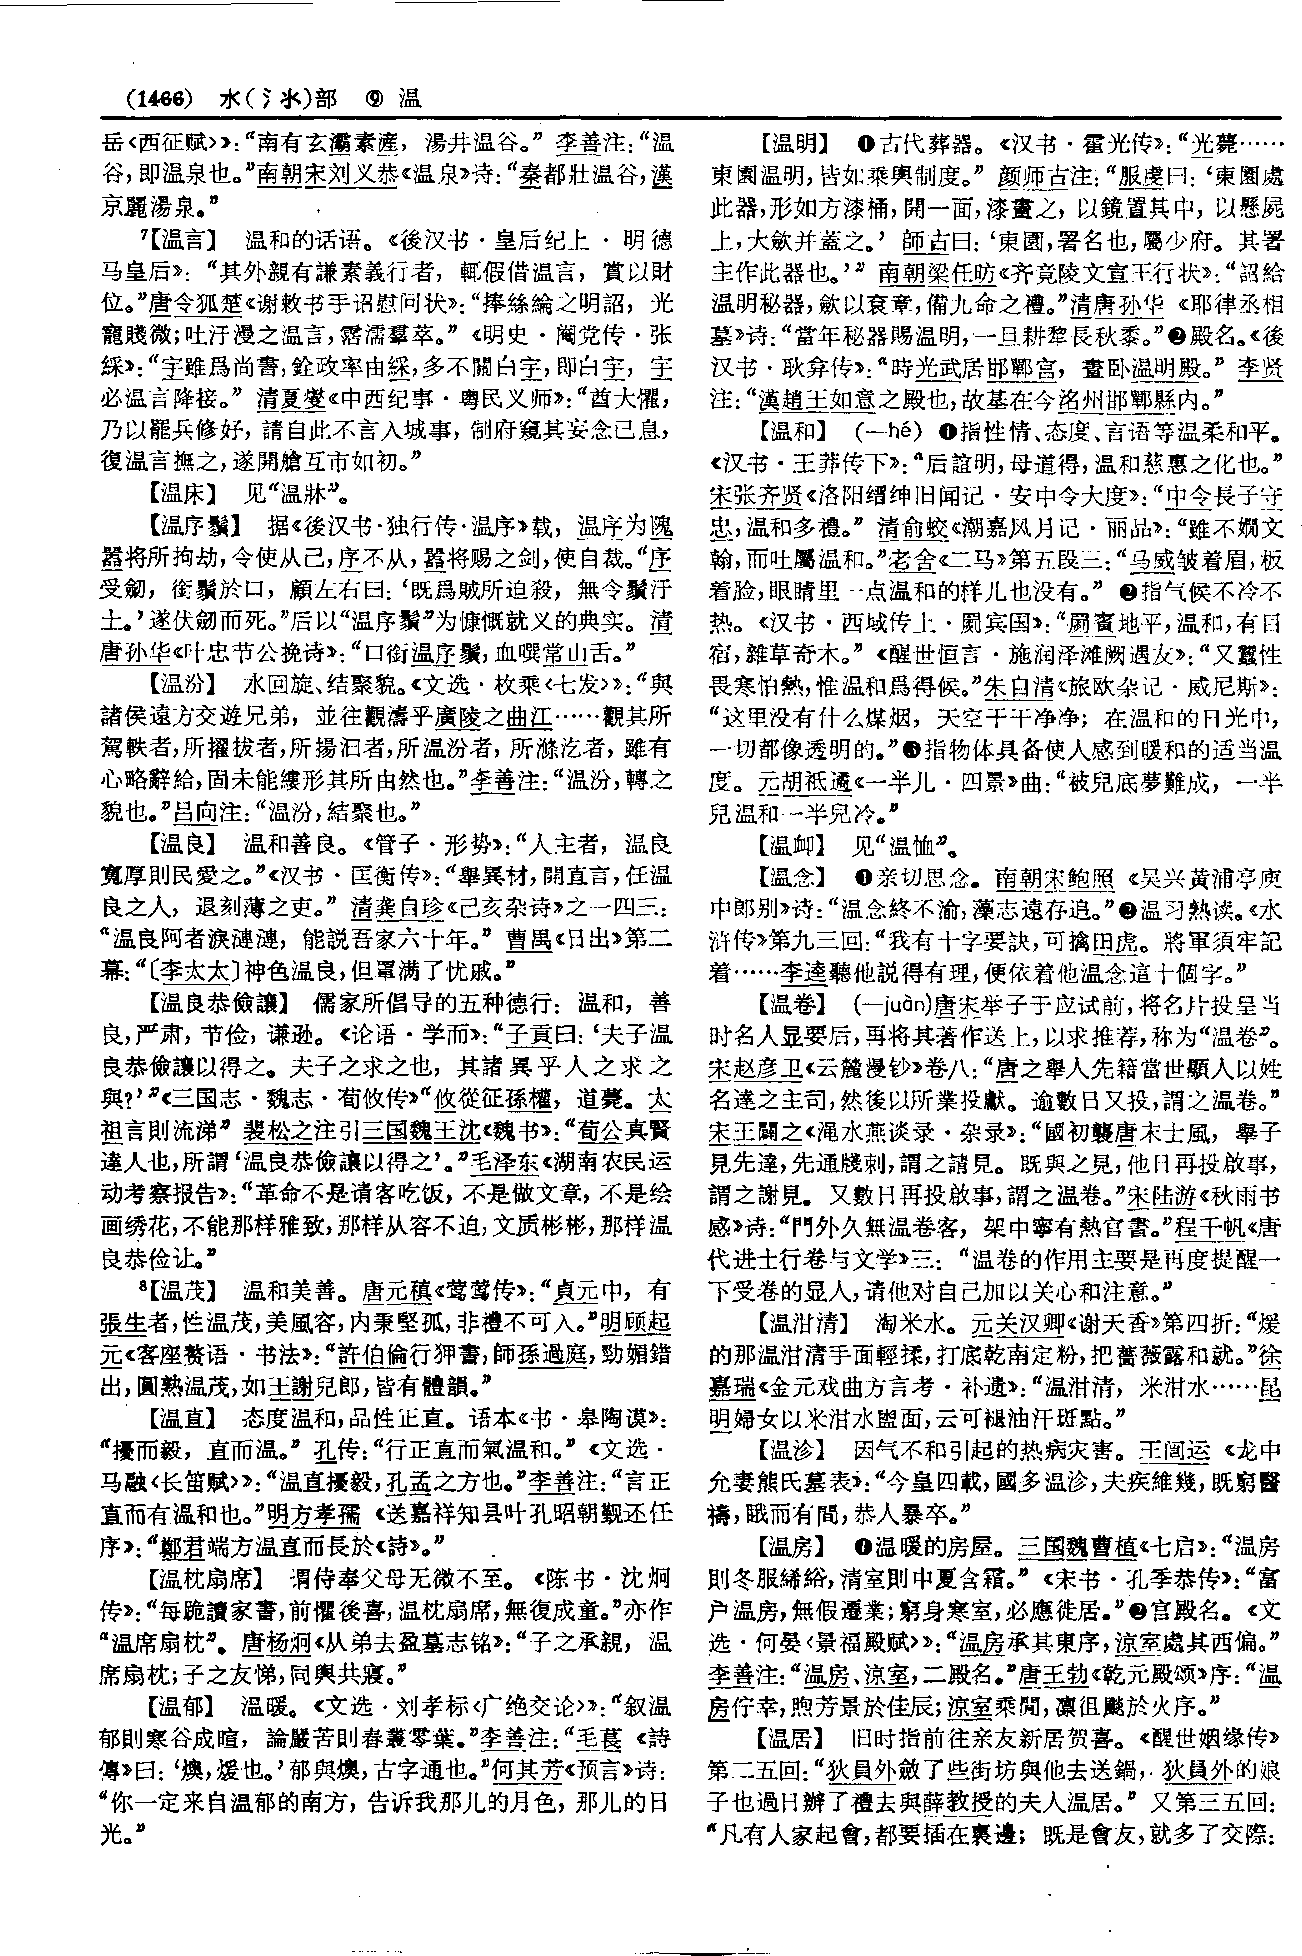 (1466) 水(氵氺)部 ⑨ 温
岳〈西征赋〉》：“南有玄灞素滻，湯井温谷。”李善注：“温
谷，即温泉也。”南朝宋刘义恭《温泉》诗：“秦都壯温谷，漢
京麗湯泉。”
⁷【温言】 温和的话语。《後汉书·皇后纪上·明德
马皇后》：“其外親有謙素義行者，輒假借温言，賞以財
位。”唐令狐楚《谢敕书手诏慰问状》：“捧絲綸之明詔，光
寵賤微；吐汗漫之温言，霑濡羣萃。”《明史·阉党传·张
綵》：“宇雖爲尚書，銓政率由綵，多不關白宇，即白宇，宇
必温言降接。”清夏燮《中西纪事·粤民义师》：“酋大懼，
乃以罷兵修好，請自此不言入城事，制府窺其妄念已息，
復温言撫之，遂開艙互市如初。”
【温床】 见“温牀”。
【温序鬚】 据《後汉书·独行传·温序》载，温序为隗
嚣将所拘劫，令使从己，序不从，嚣将赐之剑，使自裁。“序
受劒，銜鬚於口，顧左右曰：‘既爲賊所迫殺，無令鬚汙
土。’遂伏劒而死。”后以“温序鬚”为慷慨就义的典实。清
唐孙华《叶忠节公挽诗》：“口銜温序鬚，血噀常山舌。”
【温汾】 水回旋、结聚貌。《文选·枚乘〈七发〉》：“與
諸侯遠方交遊兄弟，並往觀濤乎廣陵之曲江……觀其所
駕軼者，所擢拔者，所揚汩者，所温汾者，所滌汔者，雖有
心略辭給，固未能縷形其所由然也。”李善注：“温汾，轉之
貌也。”吕向注：“温汾，結聚也。”
【温良】 温和善良。《管子·形势》：“人主者，温良
寬厚則民愛之。”《汉书·匡衡传》：“舉異材，開直言，任温
良之人，退刻薄之吏。”清龚自珍《己亥杂诗》之一四三：
“温良阿者淚漣漣，能説吾家六十年。”曹禺《日出》第二
幕：“〔李太太〕神色温良，但罩满了忧戚。”
【温良恭儉讓】 儒家所倡导的五种德行：温和，善
良，严肃，节俭，谦逊。《论语·学而》：“子貢曰：‘夫子温
良恭儉讓以得之。夫子之求之也，其諸異乎人之求之
與？’”《三国志·魏志·荀攸传》“攸從征孫權，道薨。太
祖言則流涕”裴松之注引三国魏王沈《魏书》：“荀公真賢
達人也，所謂‘温良恭儉讓以得之’。”毛泽东《湖南农民运
动考察报告》：“革命不是请客吃饭，不是做文章，不是绘
画绣花，不能那样雅致，那样从容不迫，文质彬彬，那样温
良恭俭让。”
⁸【温茂】 温和美善。唐元稹《莺莺传》：“貞元中，有
張生者，性温茂，美風容，内秉堅孤，非禮不可入。”明顾起
元《客座赘语·书法》：“許伯倫行狎書，師孫過庭，勁媚錯
出，圓熟温茂，如王謝兒郎，皆有體韻。”
【温直】 态度温和，品性正直。语本《书·皋陶谟》：
“擾而毅，直而温。”孔传：“行正直而氣温和。”《文选·
马融〈长笛赋〉》：“温直擾毅，孔孟之方也。”李善注：“言正
直而有温和也。”明方孝孺《送嘉祥知县叶孔昭朝觐还任
序》：“鄭君端方温直而長於《詩》。”
【温枕扇席】 谓侍奉父母无微不至。《陈书·沈炯
传》：“每跪讀家書，前懼後喜，温枕扇席，無復成童。”亦作
“温席扇枕”。唐杨炯《从弟去盈墓志铭》：“子之承親，温
席扇枕；子之友悌，同輿共寢。”
【温郁】 温暖。《文选·刘孝标〈广绝交论〉》：“叙温
郁則寒谷成暄，論嚴苦則春叢零葉。”李善注：“毛萇《詩
傳》曰：‘燠，煖也。’郁與燠，古字通也。”何其芳《预言》诗：
“你一定来自温郁的南方，告诉我那儿的月色，那儿的日
光。”
【温明】 ❶古代葬器。《汉书·霍光传》：“光薨……
東園温明，皆如乘輿制度。”颜师古注：“服虔曰：‘東園處
此器，形如方漆桶，開一面，漆畫之，以鏡置其中，以懸屍
上，大斂并蓋之。’師古曰：‘東園，署名也，屬少府。其署
主作此器也。’”南朝梁任昉《齐竟陵文宣王行状》：“詔給
温明秘器，斂以衮章，備九命之禮。”清唐孙华《耶律丞相
墓》诗：“當年秘器賜温明，一旦耕犂長秋黍。”❷殿名。《後
汉书·耿弇传》：“時光武居邯鄲宫，晝卧温明殿。”李贤
注：“漢趙王如意之殿也，故基在今洺州邯鄲縣内。”
【温和】 （—hé）❶指性情、态度、言语等温柔和平。
《汉书·王莽传下》：“后誼明，母道得，温和慈惠之化也。”
宋张齐贤《洛阳缙绅旧闻记·安中令大度》：“中令長子守
忠，温和多禮。”清俞蛟《潮嘉风月记·丽品》：“雖不嫻文
翰，而吐屬温和。”老舍《二马》第五段三：“马威皱着眉，板
着脸，眼睛里一点温和的样儿也没有。”❷指气候不冷不
热。《汉书·西域传上·罽宾国》：“罽賓地平，温和，有目
宿，雜草奇木。”《醒世恒言·施润泽滩阙遇友》：“又蠶性
畏寒怕熱，惟温和爲得候。”朱自清《旅欧杂记·威尼斯》：
“这里没有什么煤烟，天空干干净净；在温和的日光中，
一切都像透明的。”❸指物体具备使人感到暖和的适当温
度。元胡祗遹《一半儿·四景》曲：“被兒底夢難成，一半
兒温和一半兒冷。”
【温卹】 见“温恤”。
【温念】 ❶亲切思念。南朝宋鲍照《吴兴黄浦亭庾
中郎别》诗：“温念終不渝，藻志遠存追。”❷温习熟读。《水
浒传》第九三回：“我有十字要訣，可擒田虎。將軍須牢記
着……李逵聽他説得有理，便依着他温念這十個字。”
【温卷】 （—juàn）唐宋举子于应试前，将名片投呈当
时名人显要后，再将其著作送上，以求推荐，称为“温卷”。
宋赵彦卫《云麓漫钞》卷八：“唐之舉人先籍當世顯人以姓
名達之主司，然後以所業投獻。逾數日又投，謂之温卷。”
宋王闢之《渑水燕谈录·杂录》：“國初襲唐末士風，舉子
見先達，先通牋刺，謂之請見。既與之見，他日再投啟事，
謂之謝見。又數日再投啟事，謂之温卷。”宋陆游《秋雨书
感》诗：“門外久無温卷客，架中寧有熱官書。”程千帆《唐
代进士行卷与文学》三：“温卷的作用主要是再度提醒一
下受卷的显人，请他对自己加以关心和注意。”
【温泔清】 淘米水。元关汉卿《谢天香》第四折：“煖
的那温泔清手面輕揉，打底乾南定粉，把薔薇露和就。”徐
嘉瑞《金元戏曲方言考·补遗》：“温泔清，米泔水……昆
明婦女以米泔水盥面，云可褪油汗斑點。”
【温沴】 因气不和引起的热病灾害。王闿运《龙中
允妻熊氏墓表》：“今皇四載，國多温沴，夫疾維幾，既窮醫
禱，哦而有間，恭人暴卒。”
【温房】 ❶温暖的房屋。三国魏曹植《七启》：“温房
則冬服絺綌，清室則中夏含霜。”《宋书·孔季恭传》：“富
户温房，無假遷業；窮身寒室，必應徙居。”❷宫殿名。《文
选·何晏〈景福殿赋〉》：“温房承其東序，涼室處其西偏。”
李善注：“温房、涼室，二殿名。”唐王勃《乾元殿颂》序：“温
房佇幸，煦芳景於佳辰；涼室乘閒，凛徂飈於火序。”
【温居】 旧时指前往亲友新居贺喜。《醒世姻缘传》
第二五回：“狄員外斂了些街坊與他去送鍋，狄員外的娘
子也過日辦了禮去與薛教授的夫人温居。”又第三五回：
“凡有人家起會，都要插在裏邊；既是會友，就多了交際：